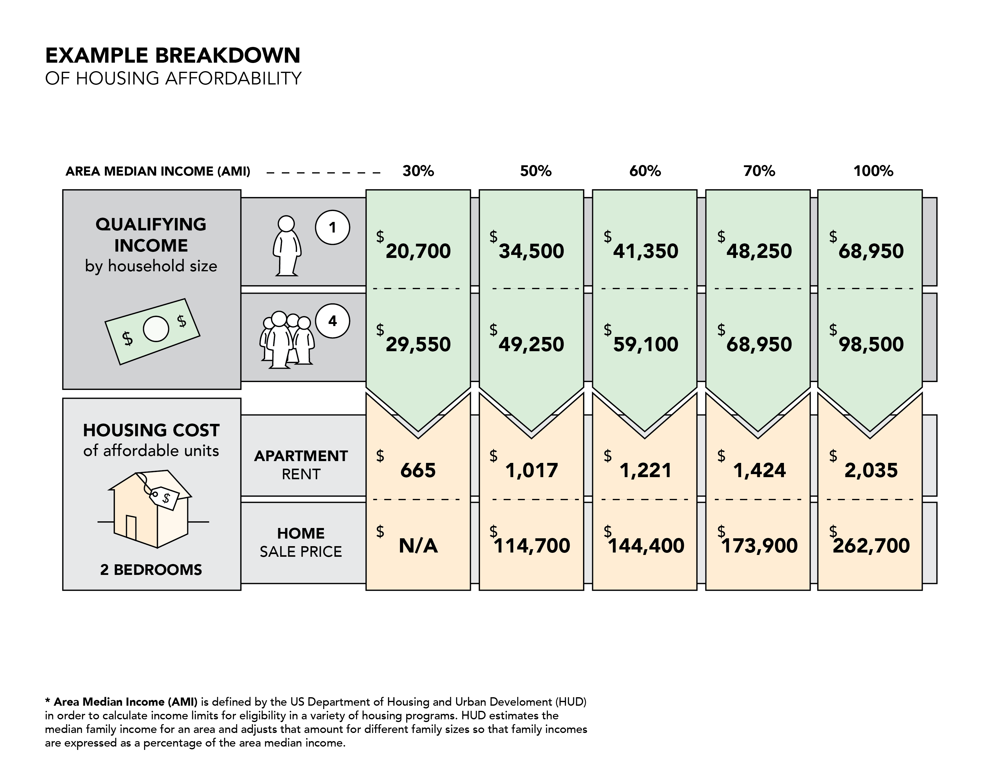 EXAMPLE BREAKDOWN
OF HOUSING AFFORDABILITY
AREA MEDIAN INCOME (AMI) 30% 50% 60% 70% 100%
QUALIFYING
INCOME
by household size
$ $ 
1
$20,700 $34,500 $41,350 $48,250 $68,950
4
$29,550 $49,250 $59,100 $68,950 $98,500
HOUSING COST
of affordable units
$
2 BEDROOMS
APARTMENT
RENT
$665 $1,017 $1,221 $1,424 $2,035
HOME
SALE PRICE
$N/A $114,700 $144,400 $173,900 $262,700
* Area Median Income (AMI) is defined by the US Department of Housing and Urban Develoment (HUD)
in order to calculate income limits for eligibility in a variety of housing programs. HUD estimates the
median family income for an area and adjusts that amount for different family sizes so that family incomes
are expressed as a percentage of the area median income.